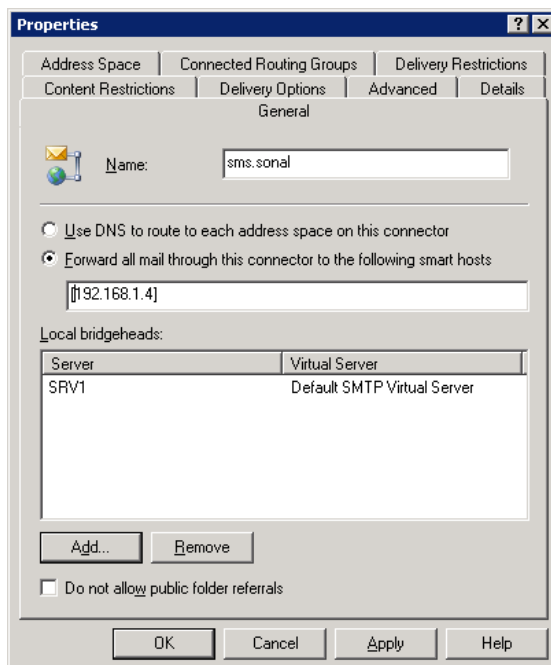 Properties
Address Space Connected Routing Groups Delivery Restrictions
Content Restrictions Delivery Options Advanced Details
General
Name: sms.sonal
Use DNS to route to each address space on this connector
Forward all mail through this connector to the following smart hosts
[192.168.1.4]
Local bridgeheads:
Server Virtual Server
SRV1 Default SMTP Virtual Server
Add... Remove
Do not allow public folder referrals
OK Cancel Apply Help